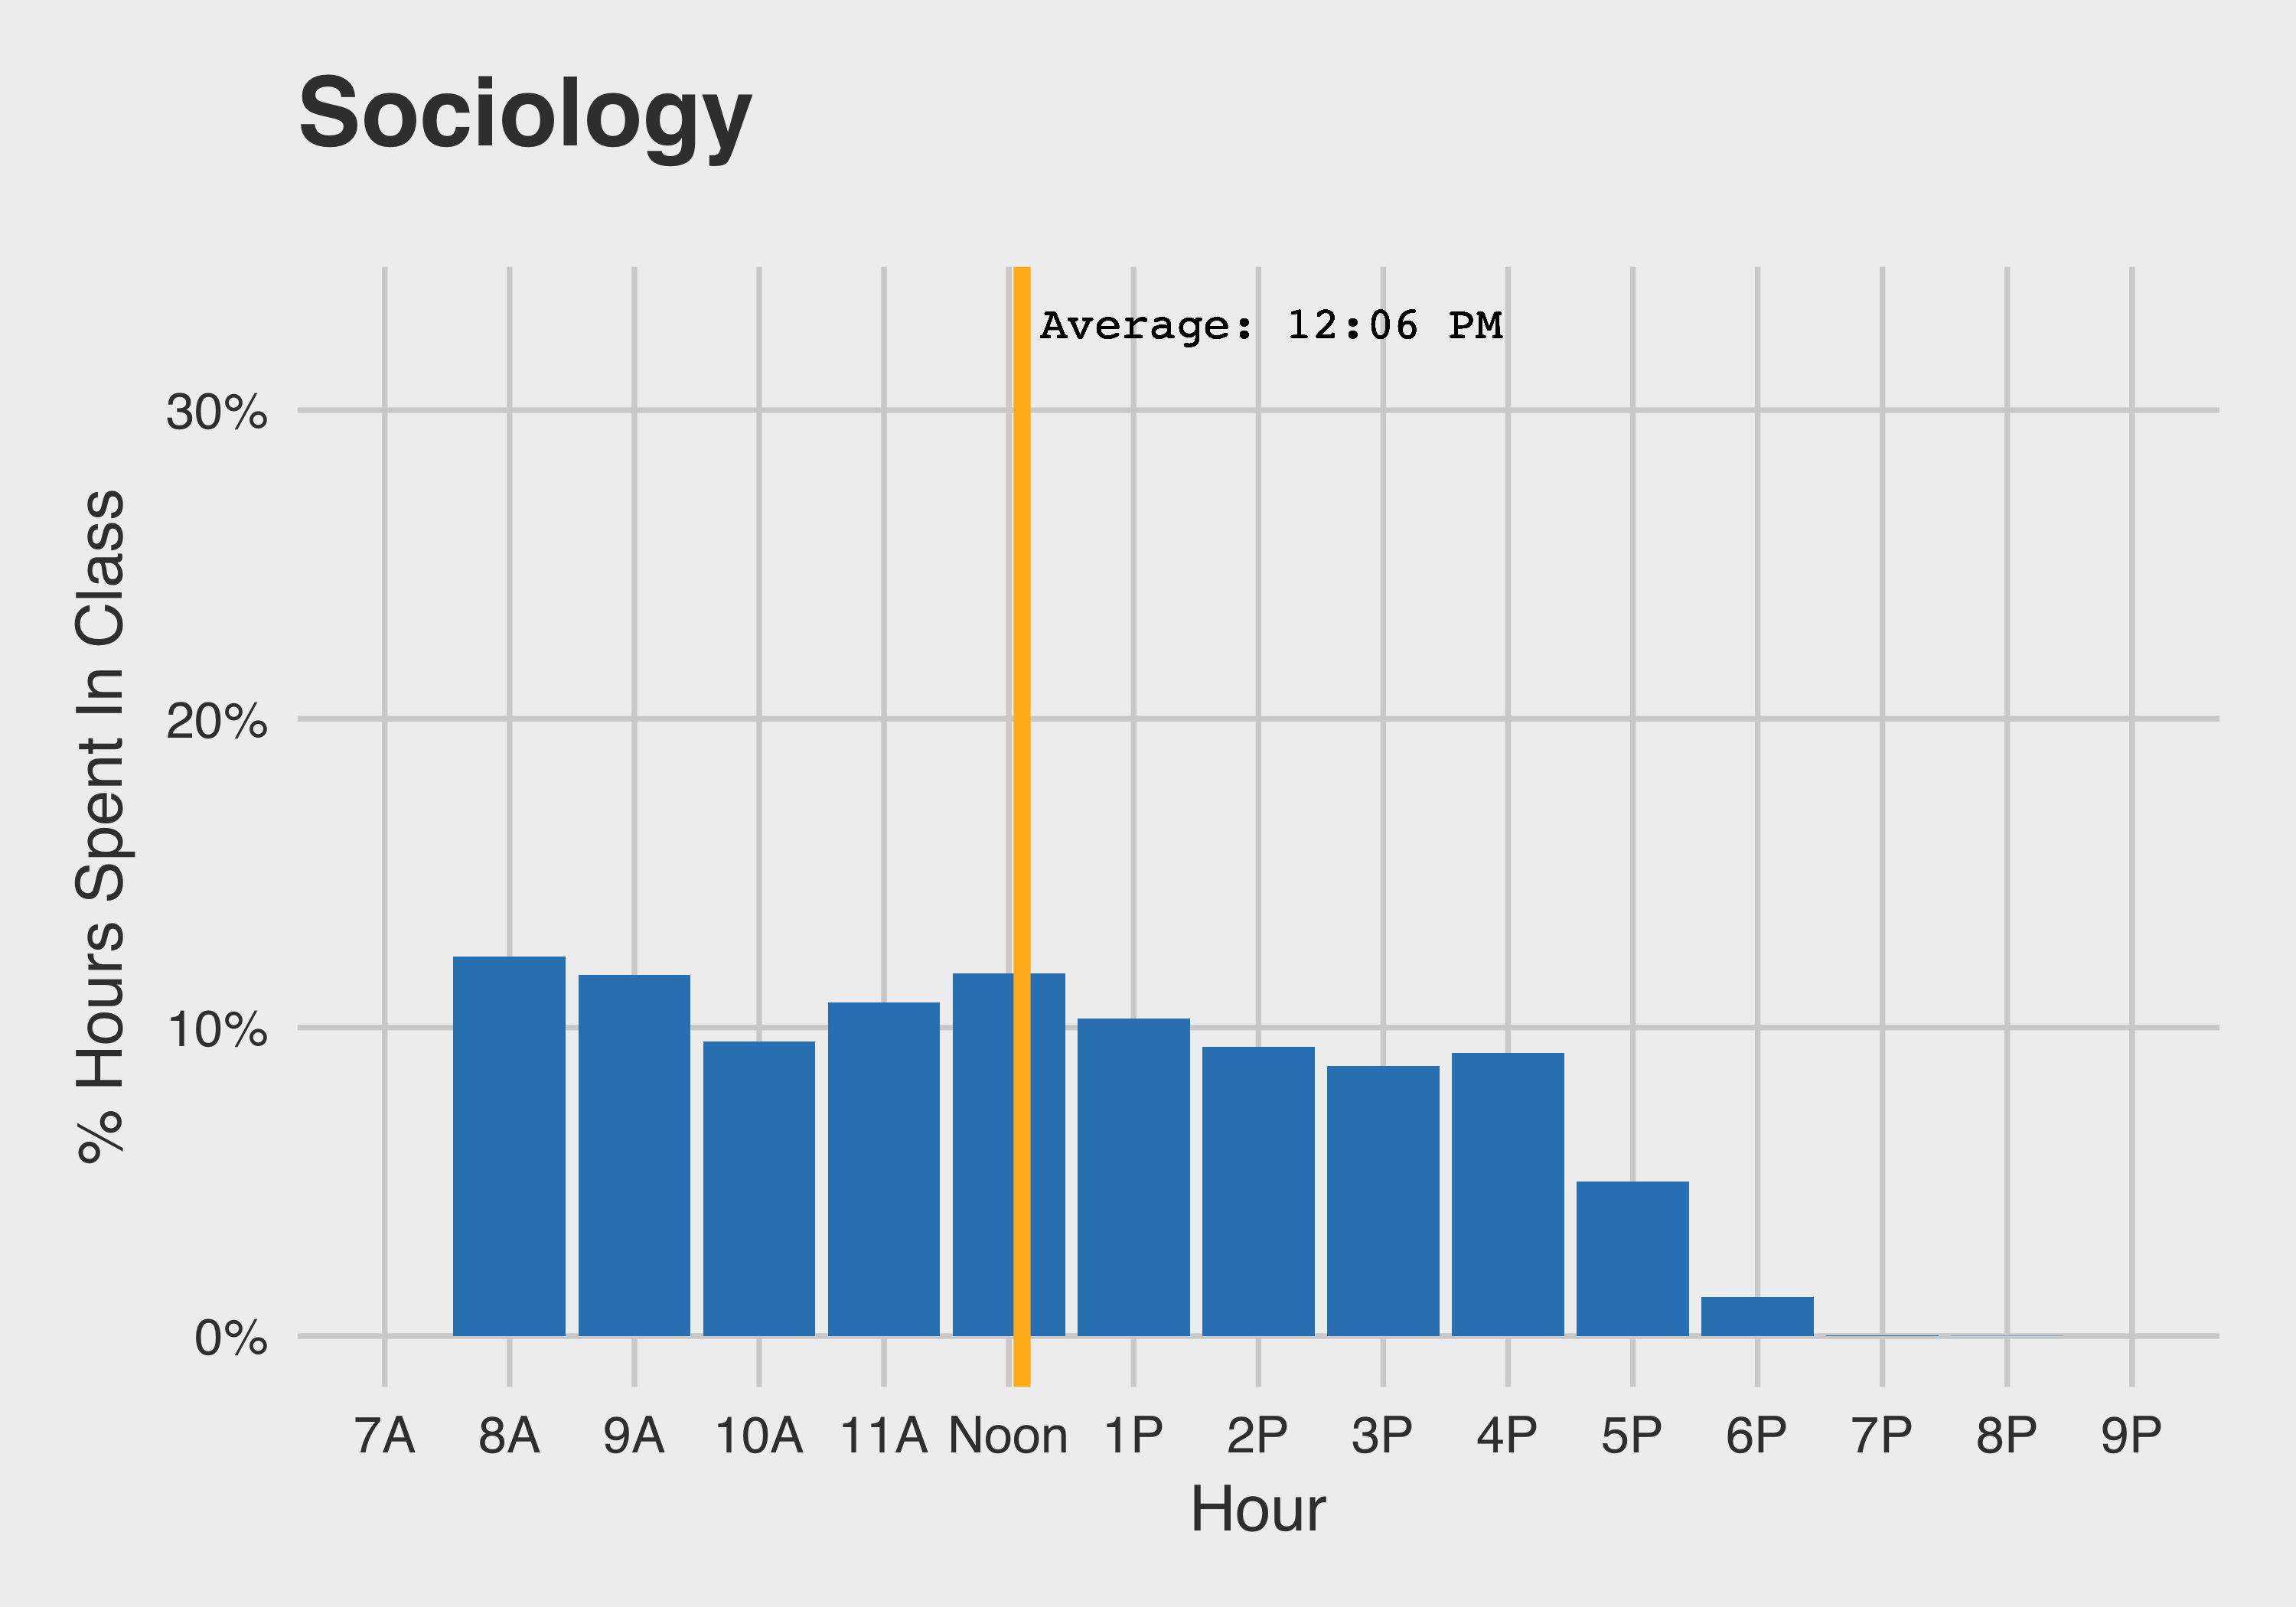 Sociology
Average: 12:06 PM
30%
20%
10%
0%
% Hours Spent In Class
7A 8A 9A 10A 11A Noon 1P 2P 3P 4P 5P 6P 7P 8P 9P
Hour